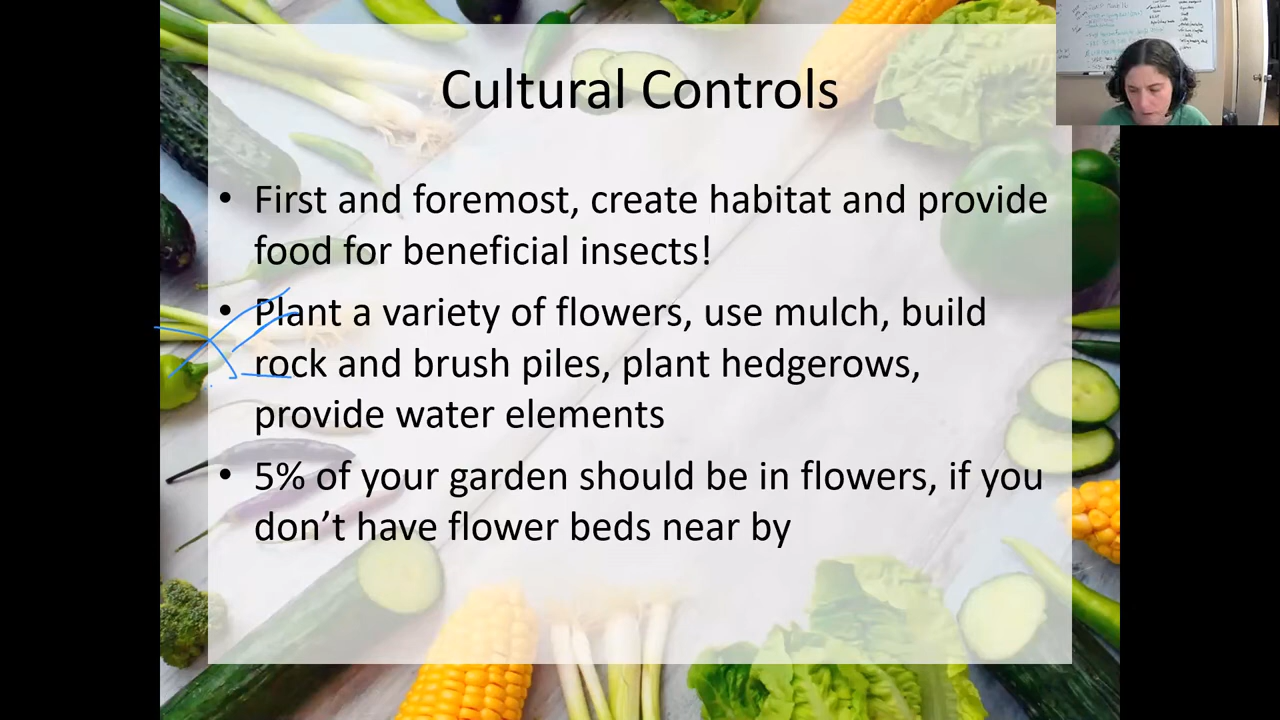 Cultural Controls
• First and foremost, create habitat and provide
food for beneficial insects!
• Plant a variety of flowers, use mulch, build
rock and brush piles, plant hedgerows,
provide water elements
• 5% of your garden should be in flowers, if you
don’t have flower beds near by